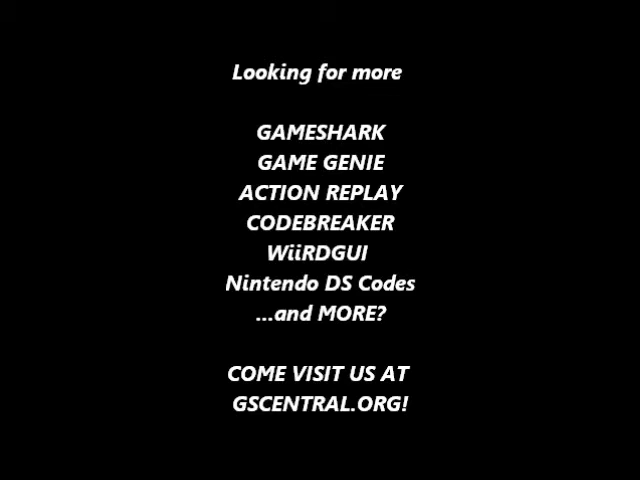 Looking for more
GAMESHARK
GAME GENIE
ACTION REPLAY
CODEBREAKER
WiiRDGUI
Nintendo DS Codes
...and MORE?
COME VISIT US AT
GSCENTRAL.ORG!